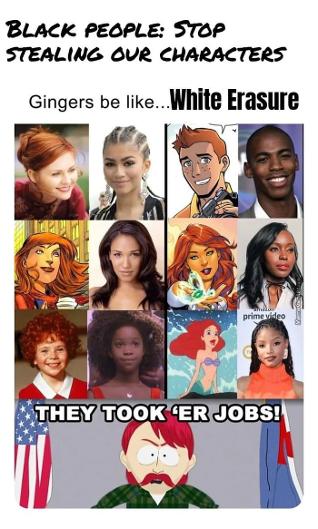 BLACK PEOPLE: STOP
STEALING OUR CHARACTERS
Gingers be like...White Erasure
prime video
THEY TOOK 'ER JOBS!